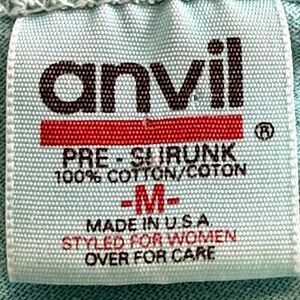 anvil
®
PRE - SHRUNK
100% COTTON/COTON
-M-
MADE IN U.S.A
STYLED FOR WOMEN
OVER FOR CARE